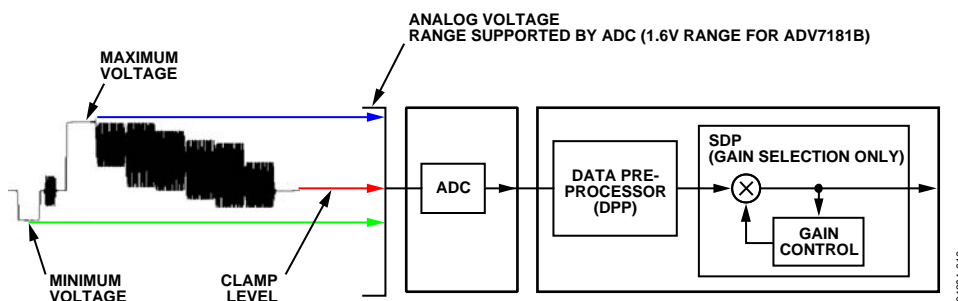 ANALOG VOLTAGE
RANGE SUPPORTED BY ADC (1.6V RANGE FOR ADV7181B)
MAXIMUM
VOLTAGE
SDP
(GAIN SELECTION ONLY)
ADC
DATA PRE-
PROCESSOR
(DPP)
GAIN
CONTROL
MINIMUM
VOLTAGE
CLAMP
LEVEL